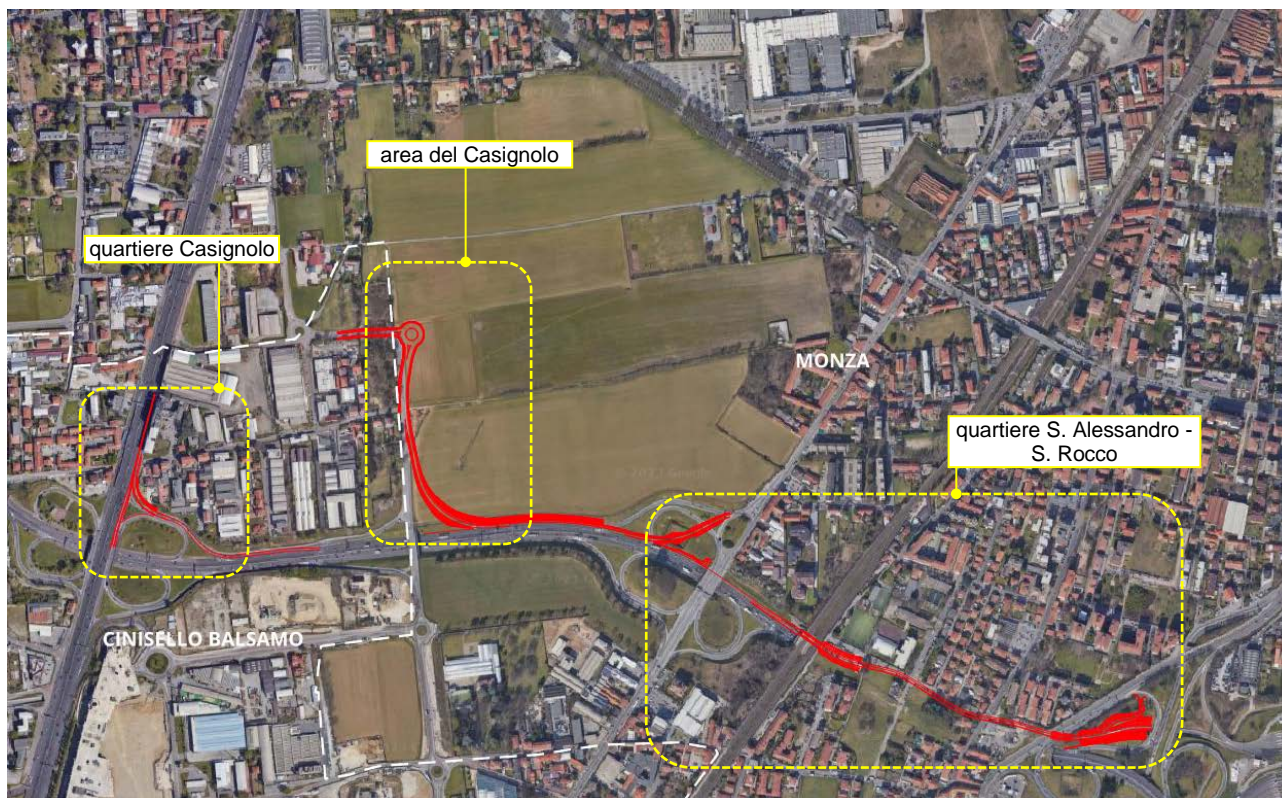 area del Casignolo
quartiere Casignolo
MONZA
quartiere S. Alessandro -
S. Rocco
CINISELLO BALSAMO